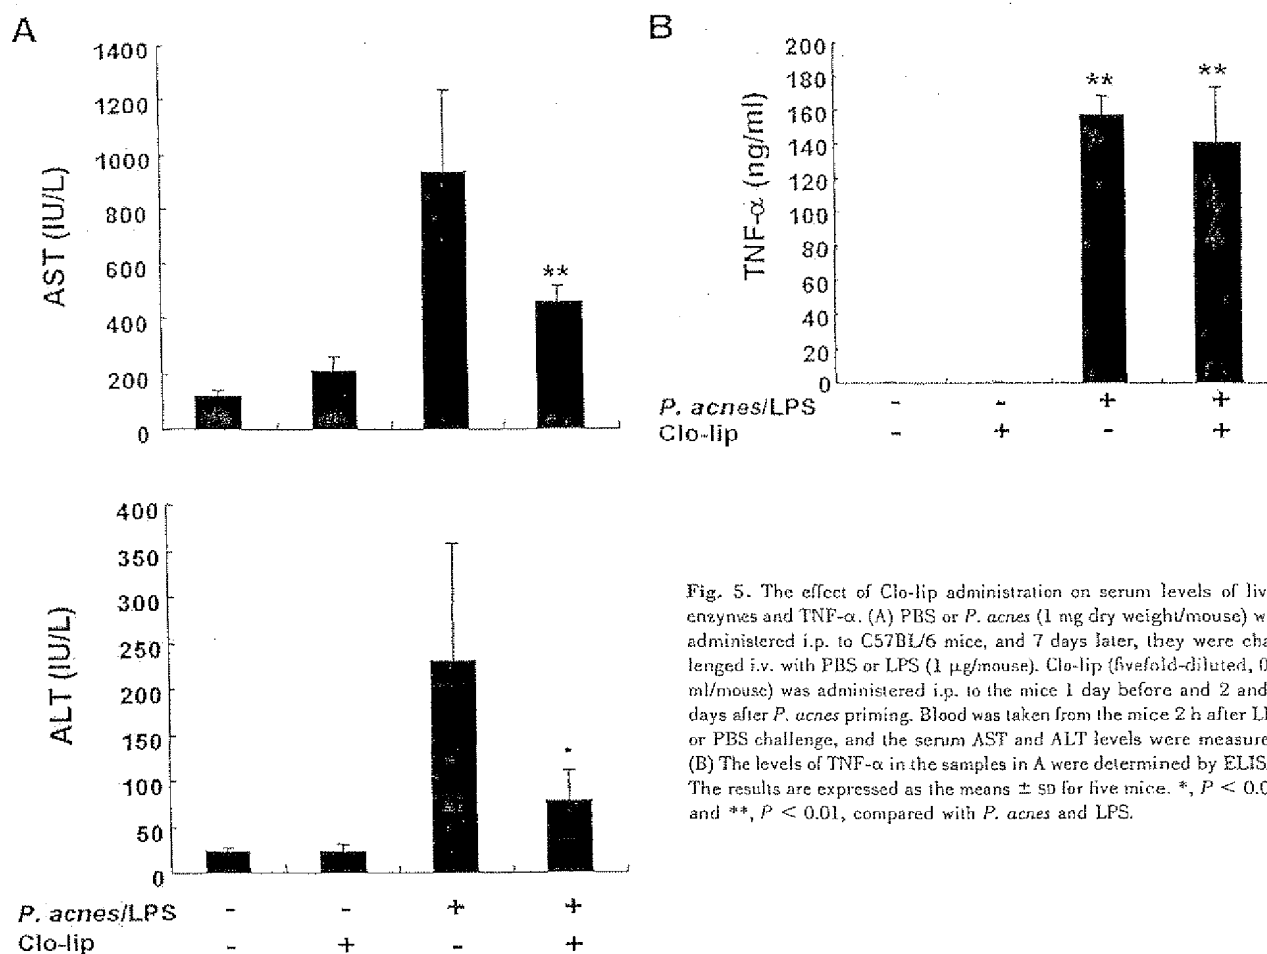 A
1400
1200
1000
800
600
400
200
0
AST (IU/L)
**
400
350
300
250
200
150
100
50
0
ALT (IU/L)
*
P. acnes/LPS - - + +
Clo-lip - + - +
B
200
180
160
140
120
100
80
60
40
20
0
TNF-α (ng/ml)
** **
P. acnes/LPS - - + +
Clo-lip - + - +
Fig. 5. The effect of Clo-lip administration on serum levels of liv
enzymes and TNF-α. (A) PBS or P. acnes (1 mg dry weight/mouse) w
administered i.p. to C57BL/6 mice, and 7 days later, they were cha
lenged i.v. with PBS or LPS (1 μg/mouse). Clo-lip (fivefold-diluted, 0
ml/mouse) was administered i.p. to the mice 1 day before and 2 and
days after P. acnes priming. Blood was taken from the mice 2 h after L
or PBS challenge, and the serum AST and ALT levels were measure
(B) The levels of TNF-α in the samples in A were determined by ELIS
The results are expressed as the means ± SD for five mice. *, P < 0.0
and **, P < 0.01, compared with P. acnes and LPS.